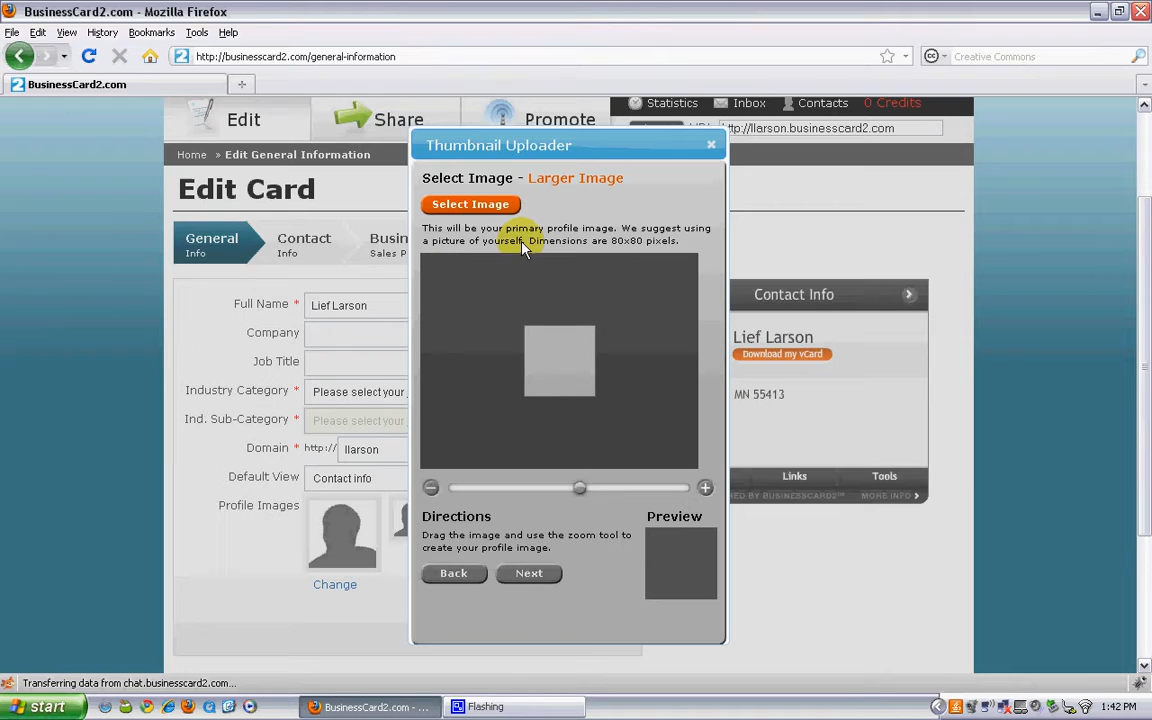 BusinessCard2.com - Mozilla Firefox
File Edit View History Bookmarks Tools Help
http://businesscard2.com/general-information
Creative Commons
BusinessCard2.com
Edit Share Promote
Statistics Inbox Contacts 0 Credits
http://llarson.businesscard2.com
Home » Edit General Information
Edit Card
General
Info
Contact
Info
Busin
Sales P
Full Name * Lief Larson
Company
Job Title
Industry Category * Please select your
Ind. Sub-Category * Please select your
Domain * http:// llarson
Default View Contact info
Profile Images
Change
Thumbnail Uploader
Select Image - Larger Image
Select Image
This will be your primary profile image. We suggest using
a picture of yourself. Dimensions are 80x80 pixels.
Directions
Drag the image and use the zoom tool to
create your profile image.
Back Next
Preview
Contact Info
Lief Larson
Download my vCard
MN 55413
Links Tools
ED BY BUSINESSCARD2™ MORE INFO
Transferring data from chat.businesscard2.com...
start
BusinessCard2.com - ...
Flashing
1:42 PM